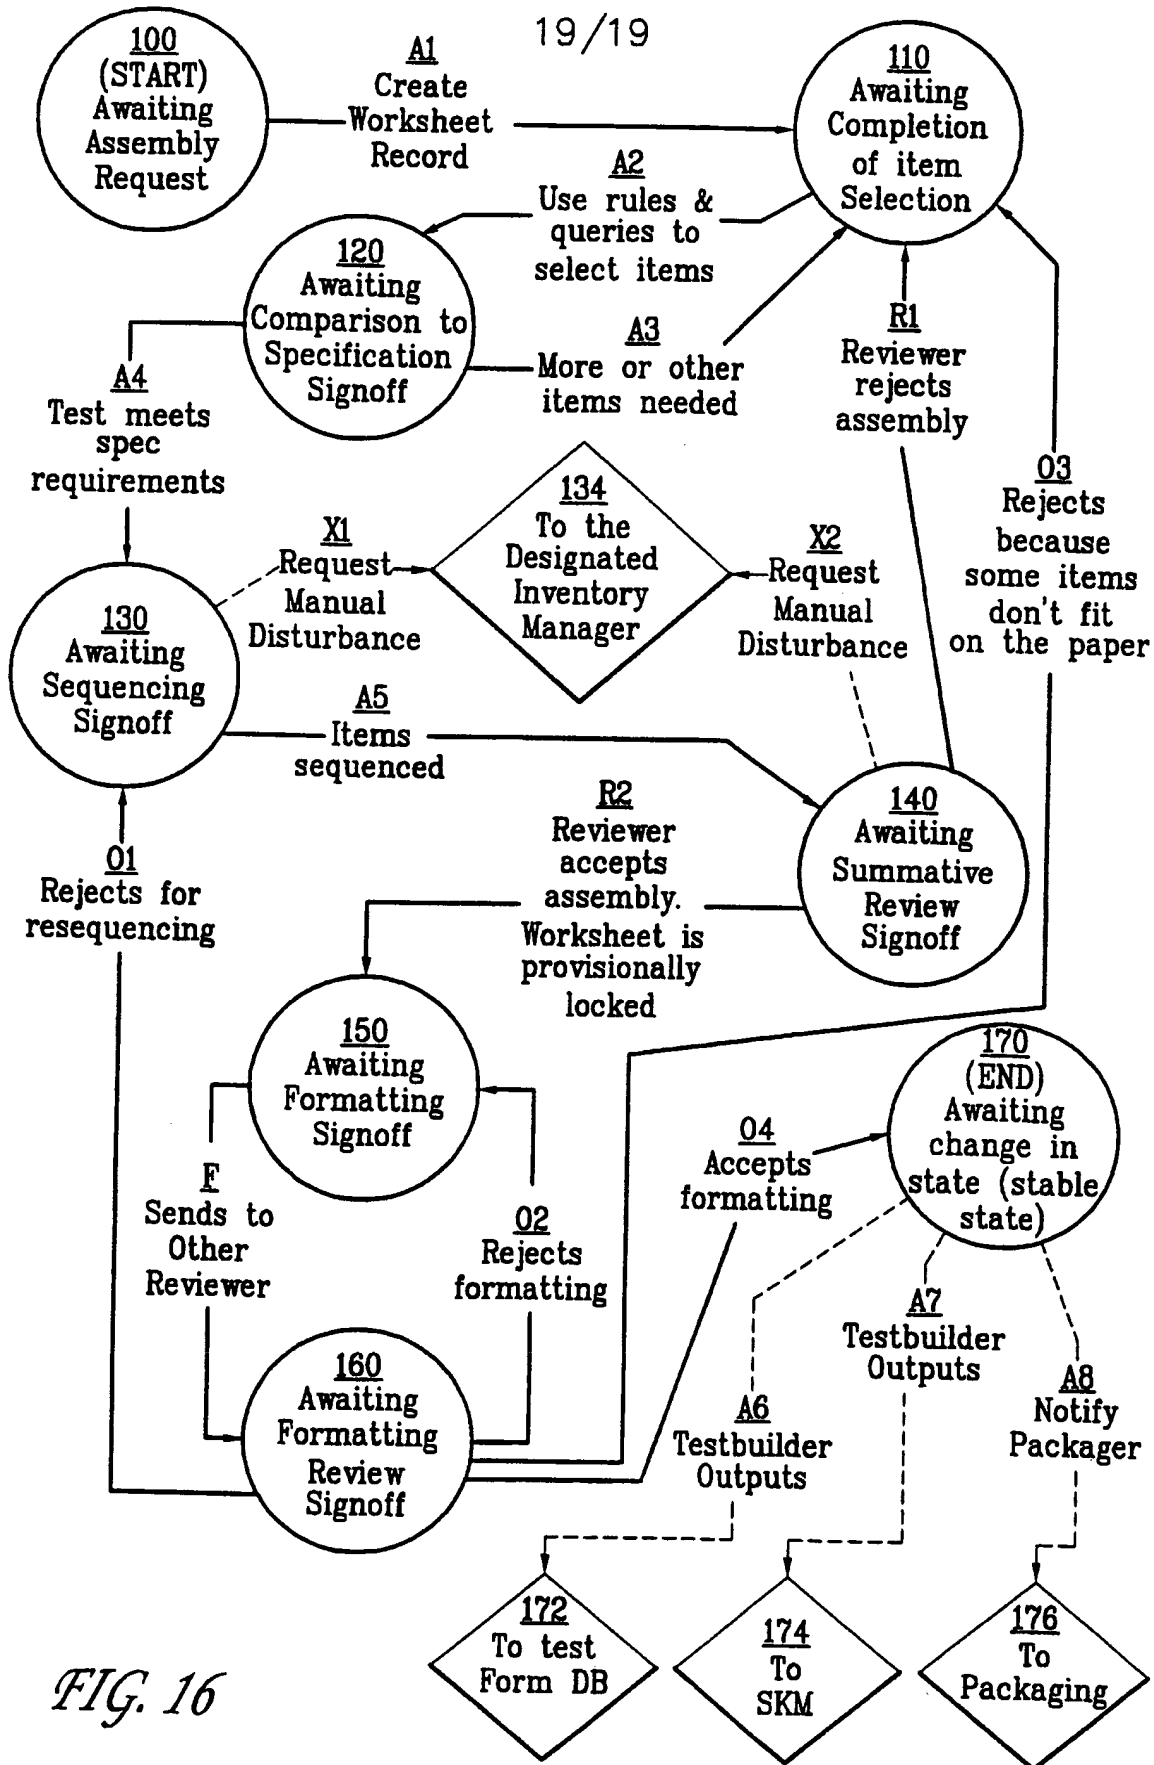 19/19
100
(START)
Awaiting
Assembly
Request
A1
Create
Worksheet
Record
110
Awaiting
Completion
of item
Selection
A2
Use rules &
queries to
select items
120
Awaiting
Comparison to
Specification
Signoff
A3
More or other
items needed
R1
Reviewer
rejects
assembly
A4
Test meets
spec
requirements
O3
Rejects
because
some items
don't fit
on the paper
134
To the
Designated
Inventory
Manager
X1
Request
Manual
Disturbance
X2
Request
Manual
Disturbance
130
Awaiting
Sequencing
Signoff
A5
Items
sequenced
140
Awaiting
Summative
Review
Signoff
R2
Reviewer
accepts
assembly.
Worksheet is
provisionally
locked
O1
Rejects for
resequencing
150
Awaiting
Formatting
Signoff
170
(END)
Awaiting
change in
state (stable
state)
O4
Accepts
formatting
F
Sends to
Other
Reviewer
O2
Rejects
formatting
160
Awaiting
Formatting
Review
Signoff
A6
Testbuilder
Outputs
A7
Testbuilder
Outputs
A8
Notify
Packager
172
To test
Form DB
174
To
SKM
176
To
Packaging
FIG. 16